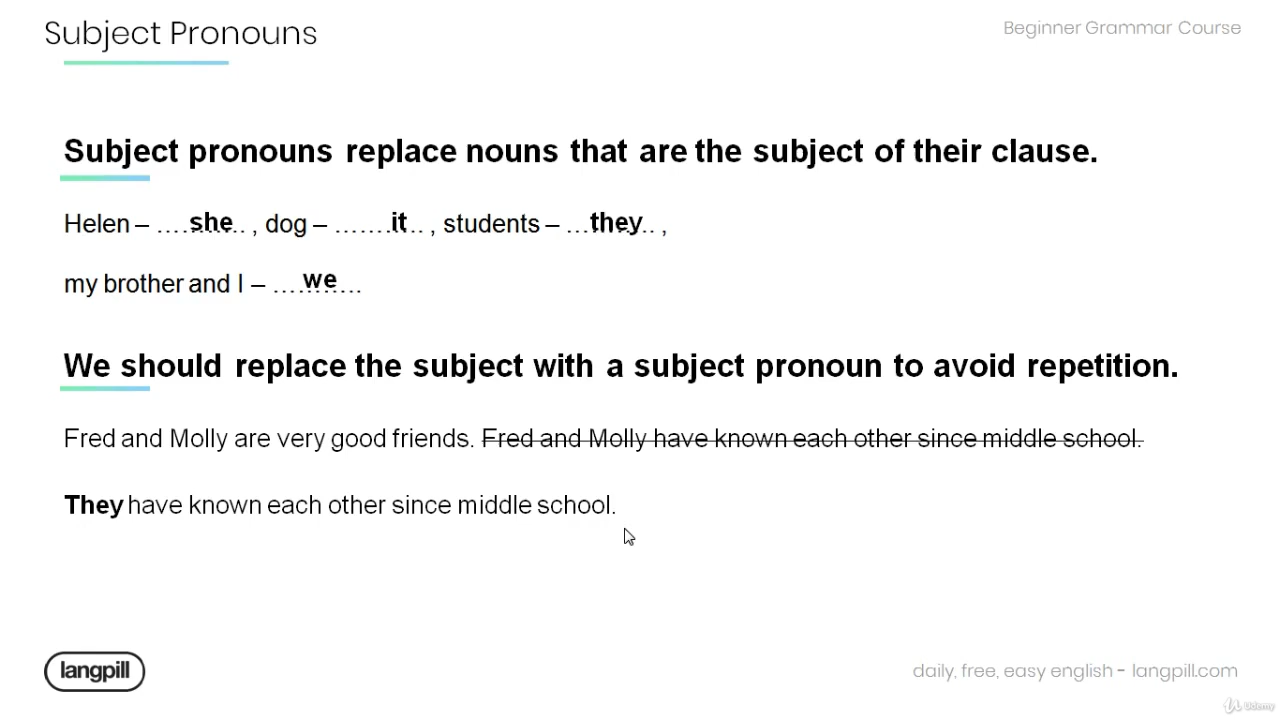 Subject Pronouns
Beginner Grammar Course
Subject pronouns replace nouns that are the subject of their clause.
Helen – ….she.. , dog – …….it.. , students – …they.. ,
my brother and I – …we…
We should replace the subject with a subject pronoun to avoid repetition.
Fred and Molly are very good friends. Fred and Molly have known each other since middle school.
They have known each other since middle school.
langpill
daily, free, easy english - langpill.com
Udemy